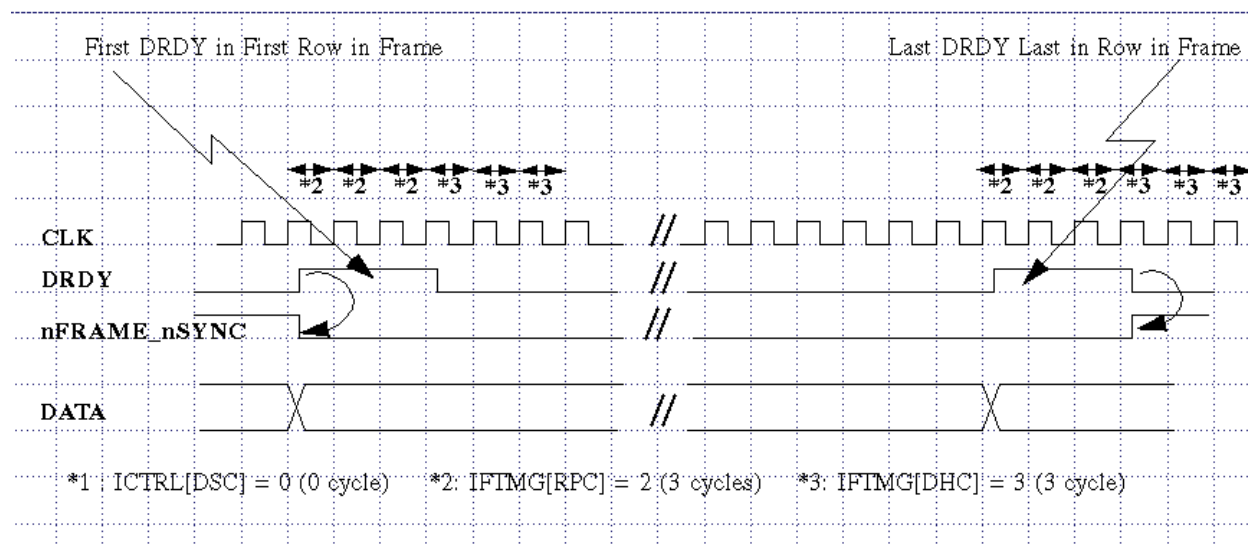 First DRDY in First Row in Frame
Last DRDY Last in Row in Frame
*2 *2 *2 *3 *3 *3
*2 *2 *2 *3 *3 *3
CLK
//
DRDY
//
nFRAME_nSYNC
//
DATA
//
*1 : ICTRL[DSC] = 0 (0 cycle) *2: IFTMG[RPC] = 2 (3 cycles) *3: IFTMG[DHC] = 3 (3 cycle)